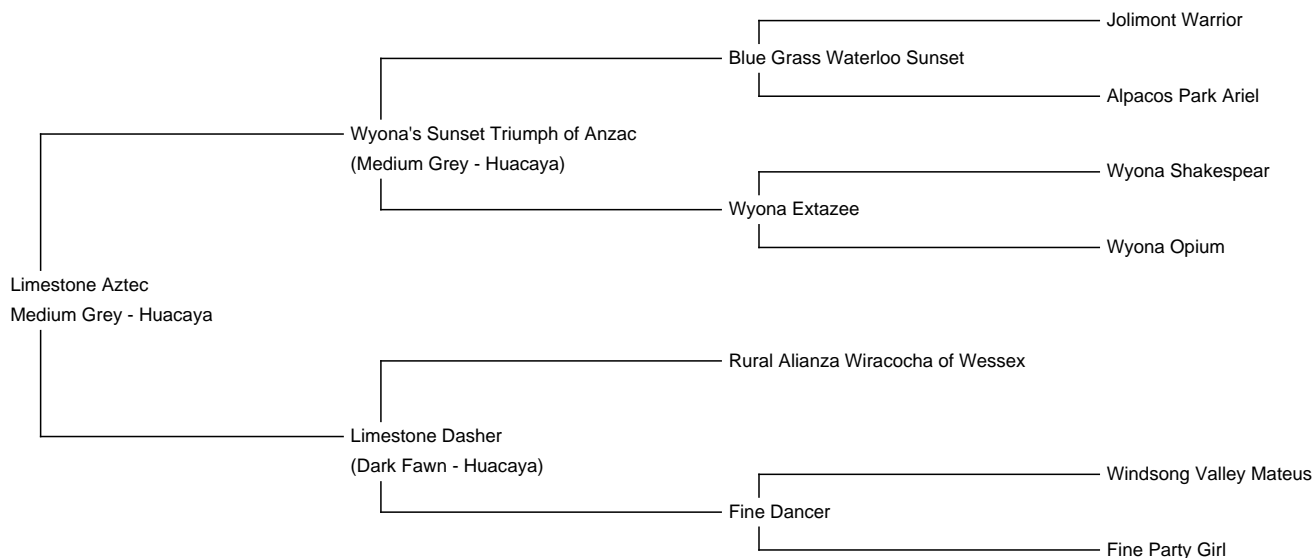 Jolimont Warrior
Blue Grass Waterloo Sunset
Alpacos Park Ariel
Wyona's Sunset Triumph of Anzac
(Medium Grey - Huacaya)
Wyona Shakespear
Wyona Extazee
Wyona Opium
Limestone Aztec
Medium Grey - Huacaya
Rural Alianza Wiracocha of Wessex
Limestone Dasher
(Dark Fawn - Huacaya)
Windsong Valley Mateus
Fine Dancer
Fine Party Girl